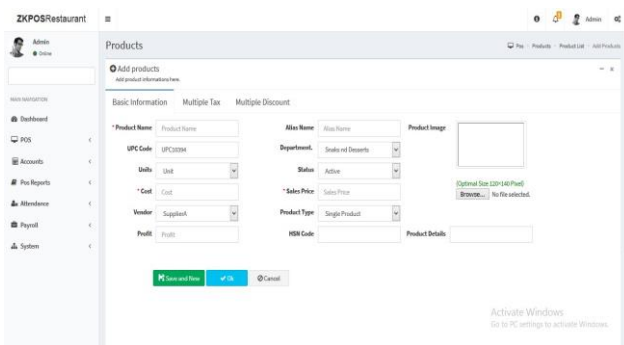 ZKPOSRestaurant
Admin
Admin
Online
Products
Pos Products Product List Add Products
Add products
Add product informations here.
MAIN NAVIGATION
Basic Information Multiple Tax Multiple Discount
Dashboard
POS
Accounts
Pos Reports
Attendence
Payroll
System
* Product Name Product Name Alias Name Alias Name Product Image
UPC Code UPC10394 Department. Snaks nd Desserts
Units Unit Status Active
(Optimal Size 120×140 Pixel)
* Cost Cost * Sales Price Sales Price Browse... No file selected.
Vendor SupplierA Product Type Single Product
Profit Profit HSN Code Product Details
Save and New Ok Cancel
Activate Windows
Go to PC settings to activate Windows.